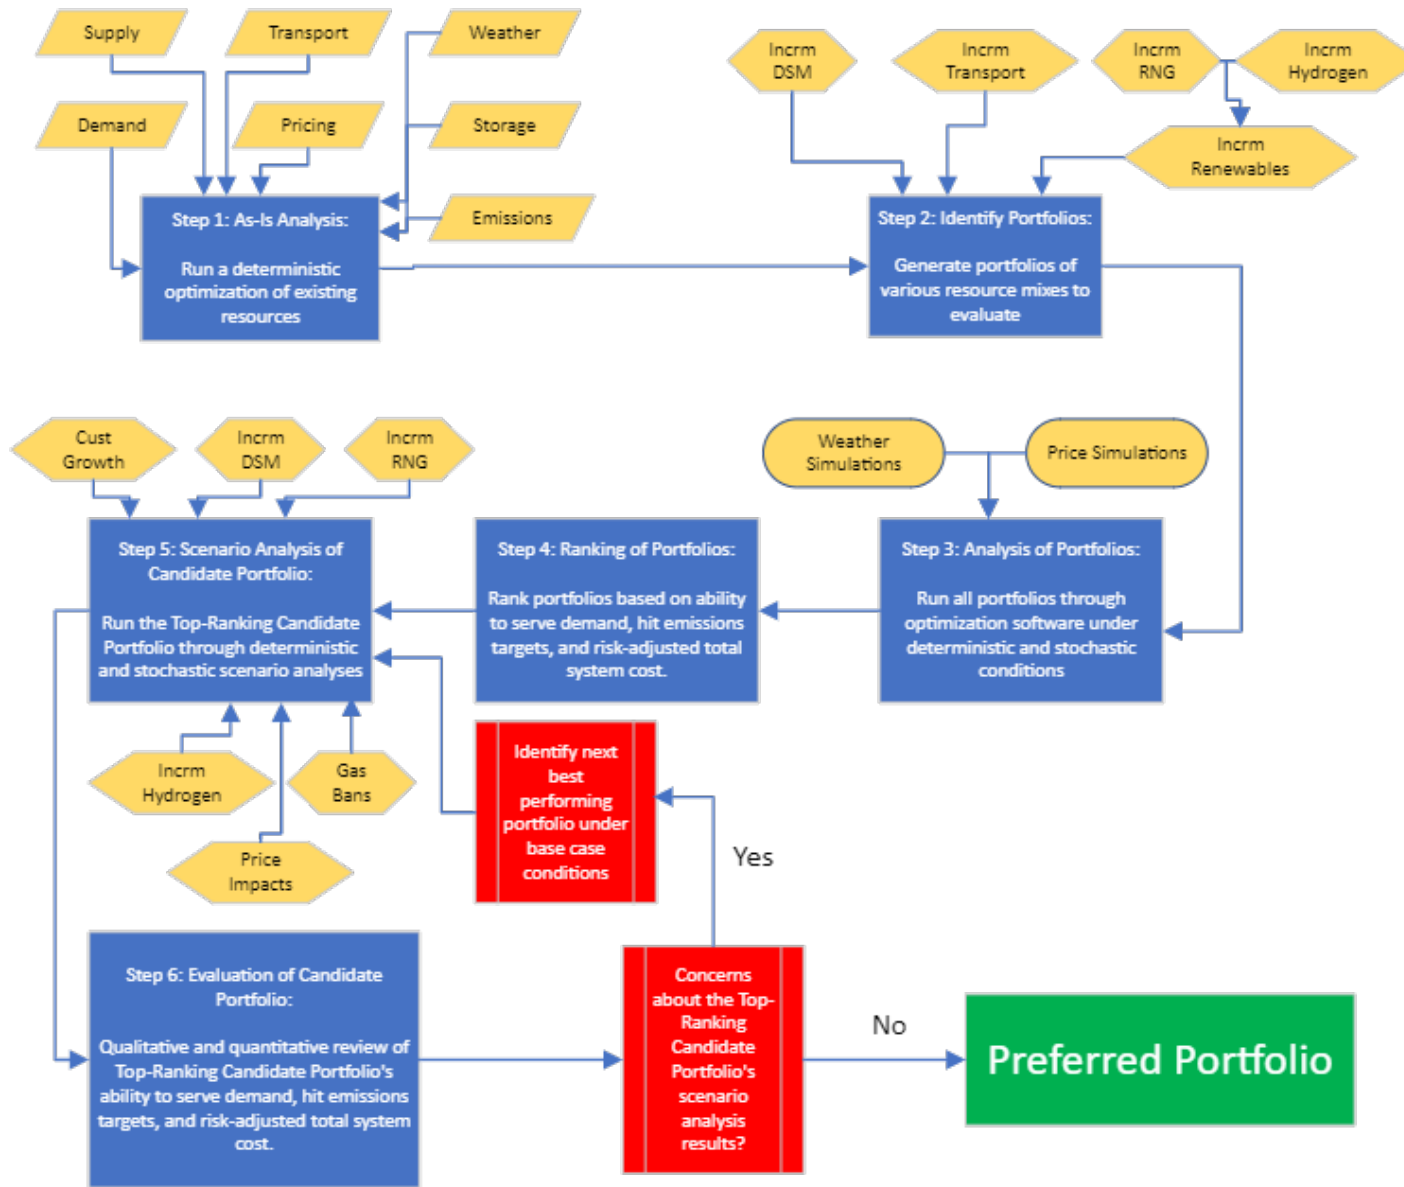 Supply
Transport
Weather
Demand
Pricing
Storage
Emissions
Step 1: As-Is Analysis:
Run a deterministic
optimization of existing
resources
Incrm
DSM
Incrm
Transport
Incrm
RNG
Incrm
Hydrogen
Incrm
Renewables
Step 2: Identify Portfolios:
Generate portfolios of
various resource mixes to
evaluate
Weather
Simulations
Price Simulations
Step 3: Analysis of Portfolios:
Run all portfolios through
optimization software under
deterministic and stochastic
conditions
Step 4: Ranking of Portfolios:
Rank portfolios based on ability
to serve demand, hit emissions
targets, and risk-adjusted total
system cost.
Cust
Growth
Incrm
DSM
Incrm
RNG
Step 5: Scenario Analysis of
Candidate Portfolio:
Run the Top-Ranking Candidate
Portfolio through deterministic
and stochastic scenario analyses
Incrm
Hydrogen
Gas
Bans
Price
Impacts
Identify next
best
performing
portfolio under
base case
conditions
Yes
Step 6: Evaluation of Candidate
Portfolio:
Qualitative and quantitative review of
Top-Ranking Candidate Portfolio's
ability to serve demand, hit emissions
targets, and risk-adjusted total system
cost.
Concerns
about the Top-
Ranking
Candidate
Portfolio's
scenario
analysis
results?
No
Preferred Portfolio